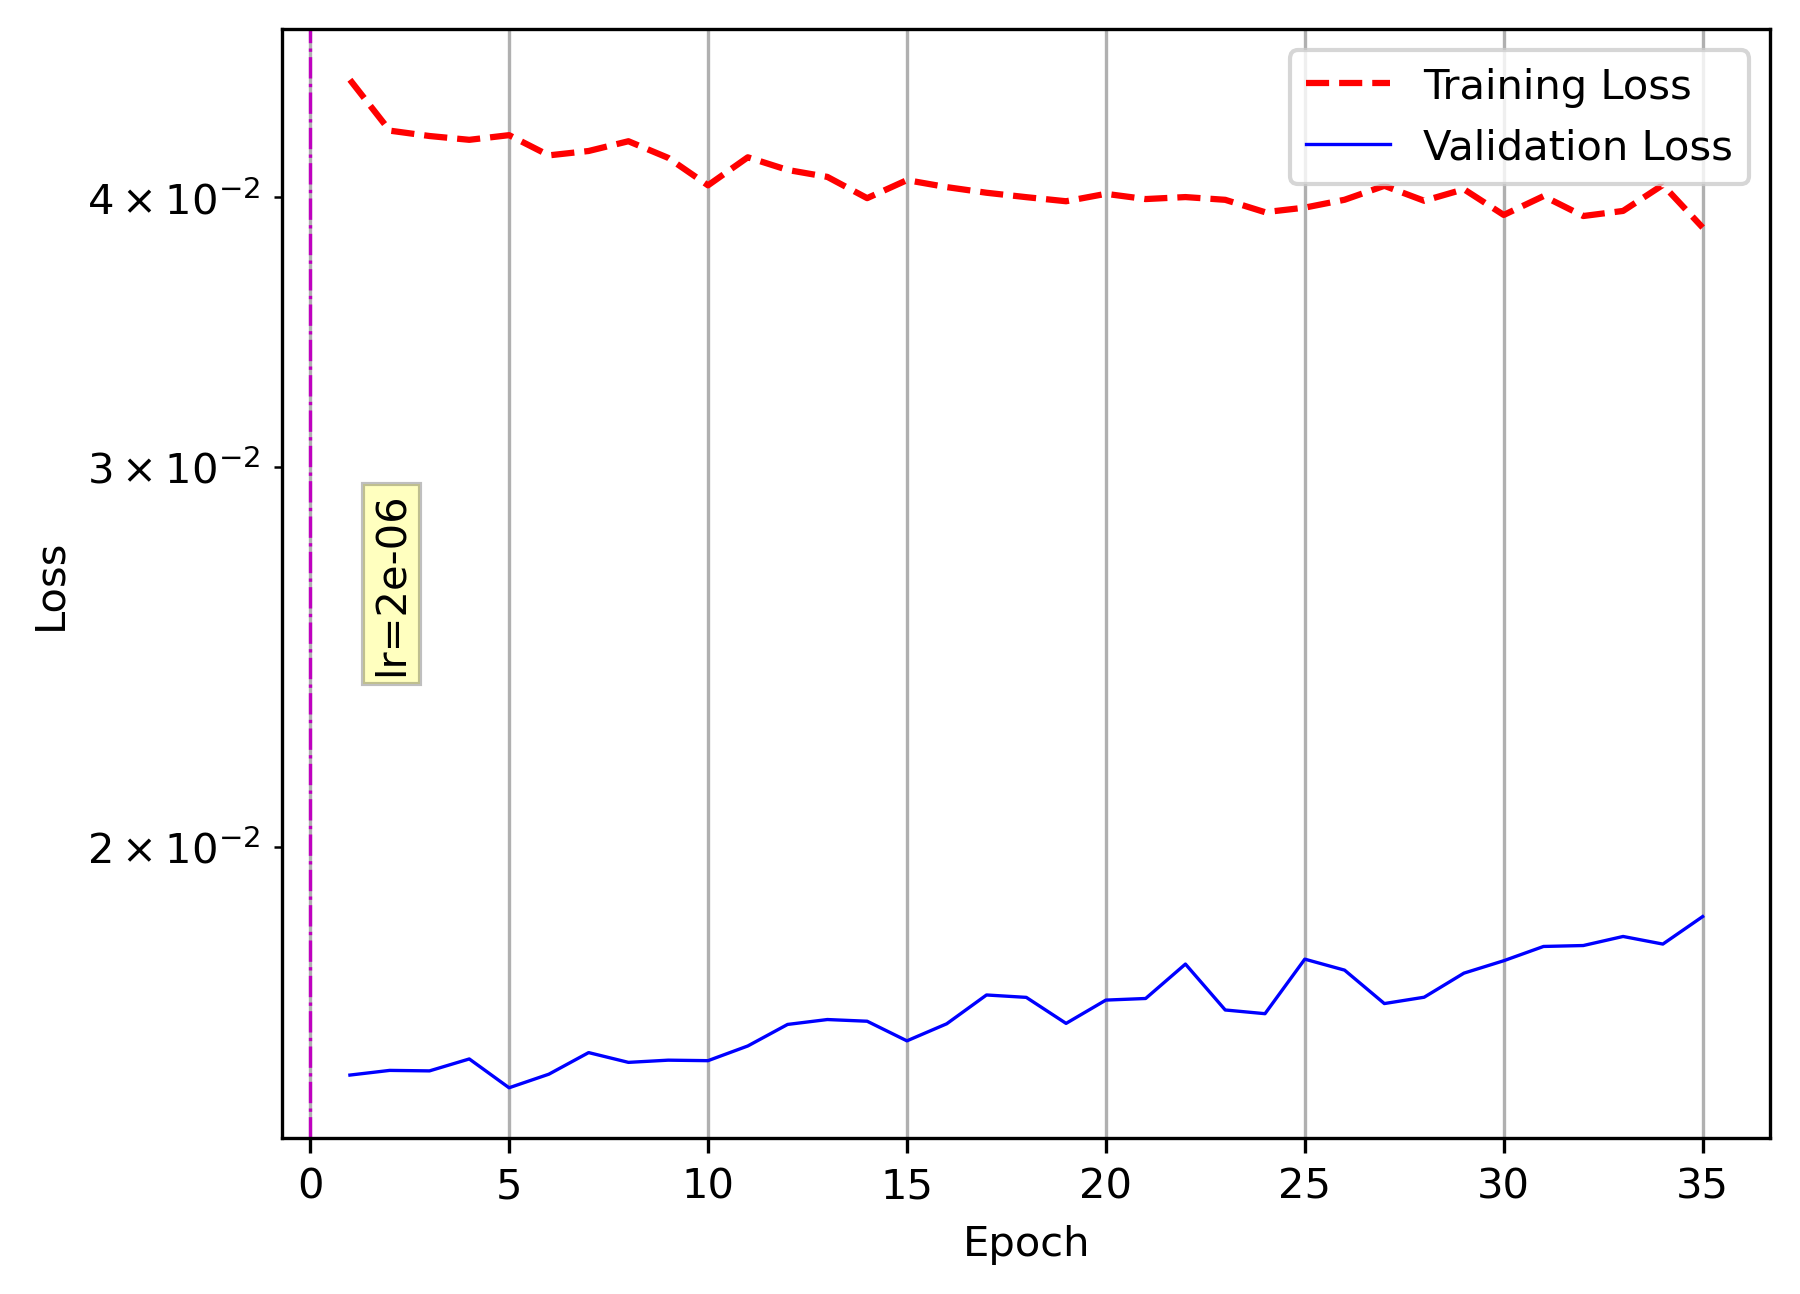 Training Loss
Validation Loss
4 × 10⁻²
3 × 10⁻²
2 × 10⁻²
Loss
lr=2e-06
0 5 10 15 20 25 30 35
Epoch